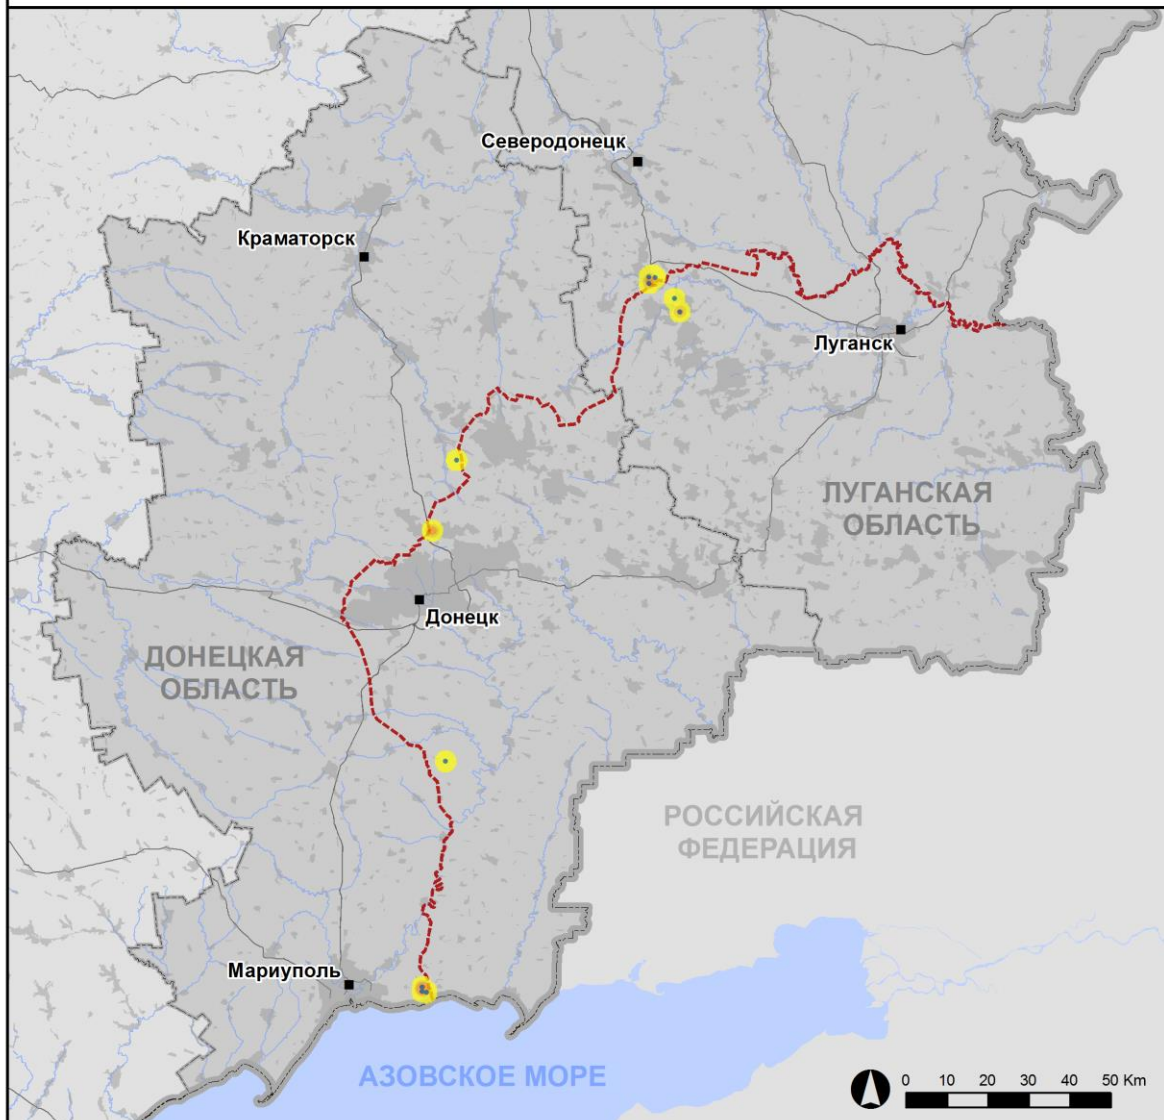 Северодонецк
Краматорск
Луганск
ЛУГАНСКАЯ
ОБЛАСТЬ
Донецк
ДОНЕЦКАЯ
ОБЛАСТЬ
РОССИЙСКАЯ
ФЕДЕРАЦИЯ
Мариуполь
АЗОВСКОЕ МОРЕ
0 10 20 30 40 50 Km